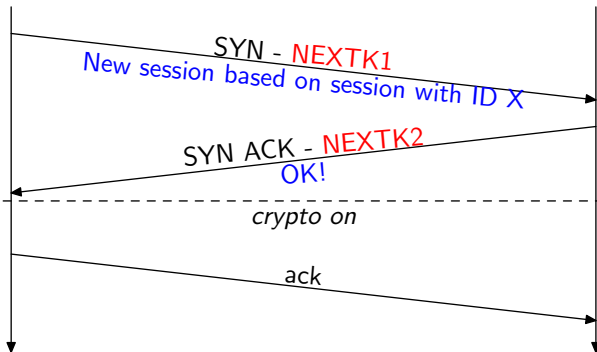 SYN - NEXTK1
New session based on session with ID X
SYN ACK - NEXTK2
OK!
crypto on
ack